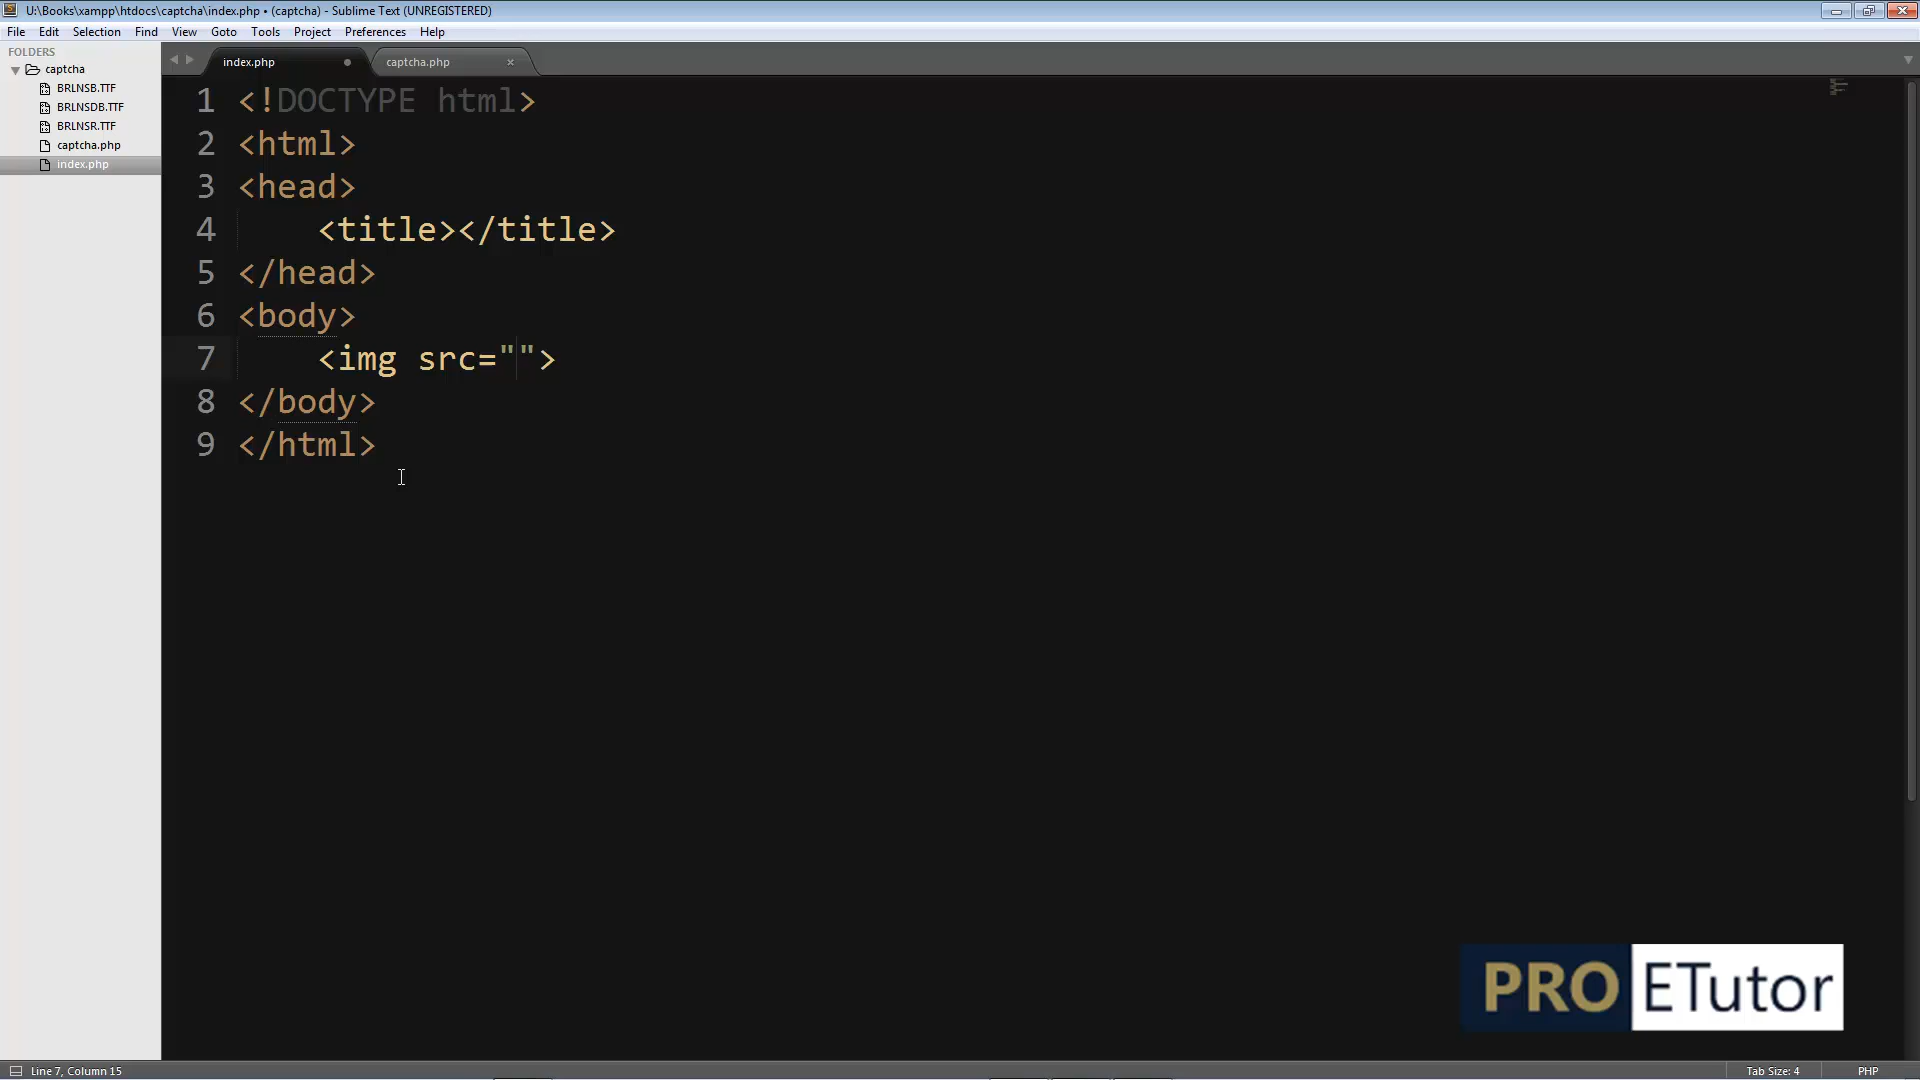 U:\Books\xampp\htdocs\captcha\index.php • (captcha) - Sublime Text (UNREGISTERED)
File Edit Selection Find View Goto Tools Project Preferences Help
FOLDERS
captcha
BRLNSB.TTF
BRLNSDB.TTF
BRLNSR.TTF
captcha.php
index.php
index.php captcha.php
1 <!DOCTYPE html>
2 <html>
3 <head>
4 <title></title>
5 </head>
6 <body>
7 <img src="">
8 </body>
9 </html>
PRO ETutor
Line 7, Column 15 Tab Size: 4 PHP